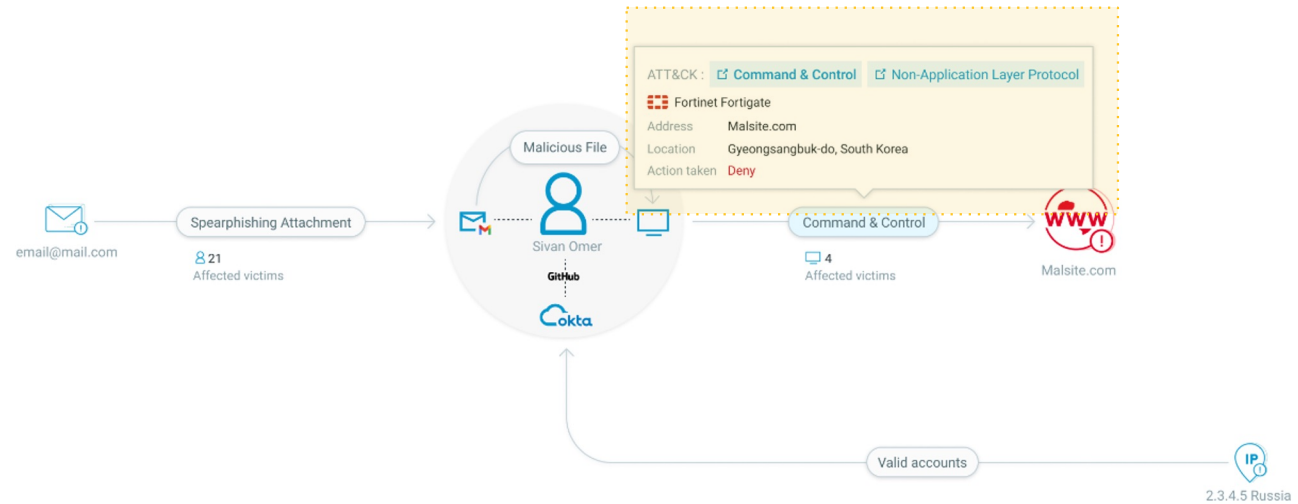 ATT&CK : Command & Control Non-Application Layer Protocol
Fortinet Fortigate
Address Malsite.com
Location Gyeongsangbuk-do, South Korea
Action taken Deny
Malicious File
Spearphishing Attachment
Command & Control
WWW
email@mail.com
Sivan Omer
21
Affected victims
4
Affected victims
Malsite.com
GitHub
okta
Valid accounts
IP
2.3.4.5 Russia